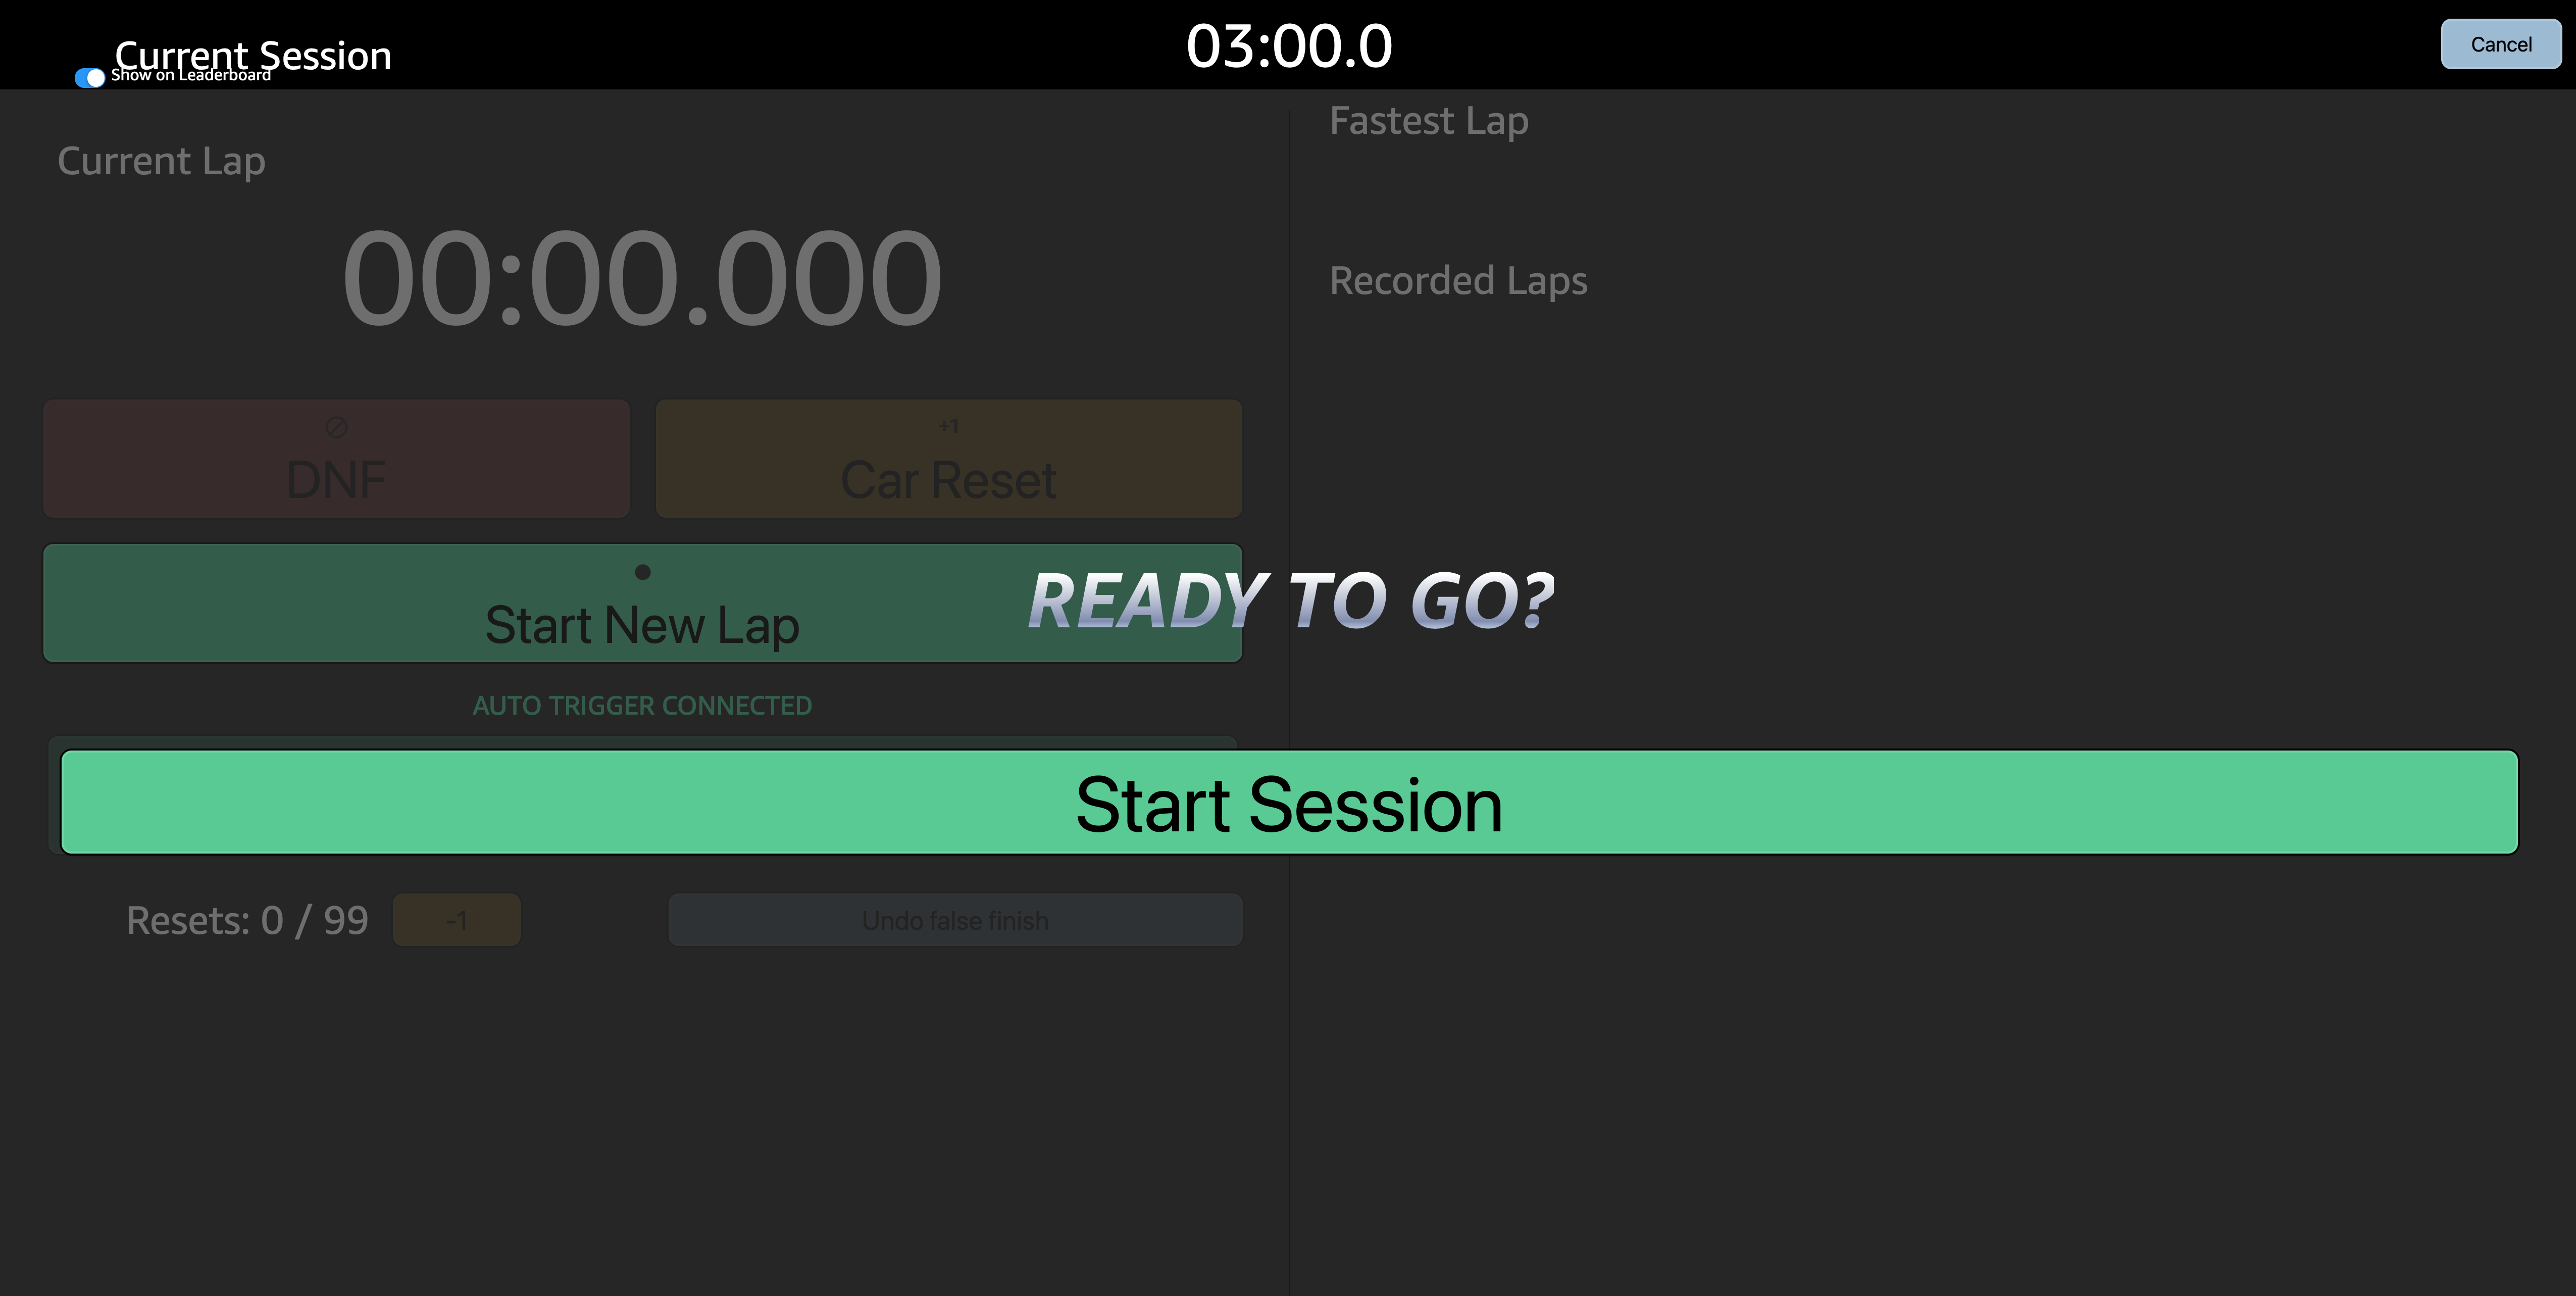 Current Session
Show on Leaderboard
03:00.0
Cancel
Current Lap
00:00.000
DNF
+1
Car Reset
Start New Lap
AUTO TRIGGER CONNECTED
READY TO GO?
Start Session
Resets: 0 / 99
-1
Undo false finish
Fastest Lap
Recorded Laps